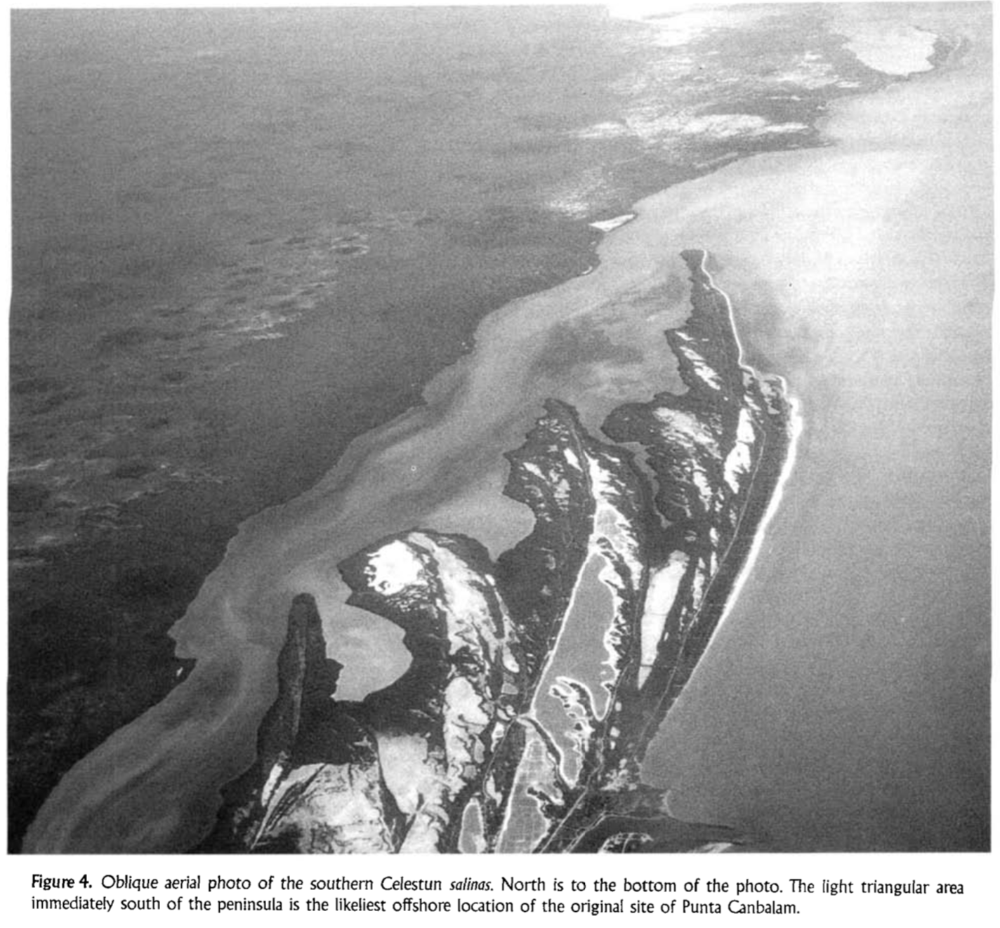 Figure 4. Oblique aerial photo of the southern Celestun salinas. North is to the bottom of the photo. The light triangular area
immediately south of the peninsula is the likeliest offshore location of the original site of Punta Canbalam.